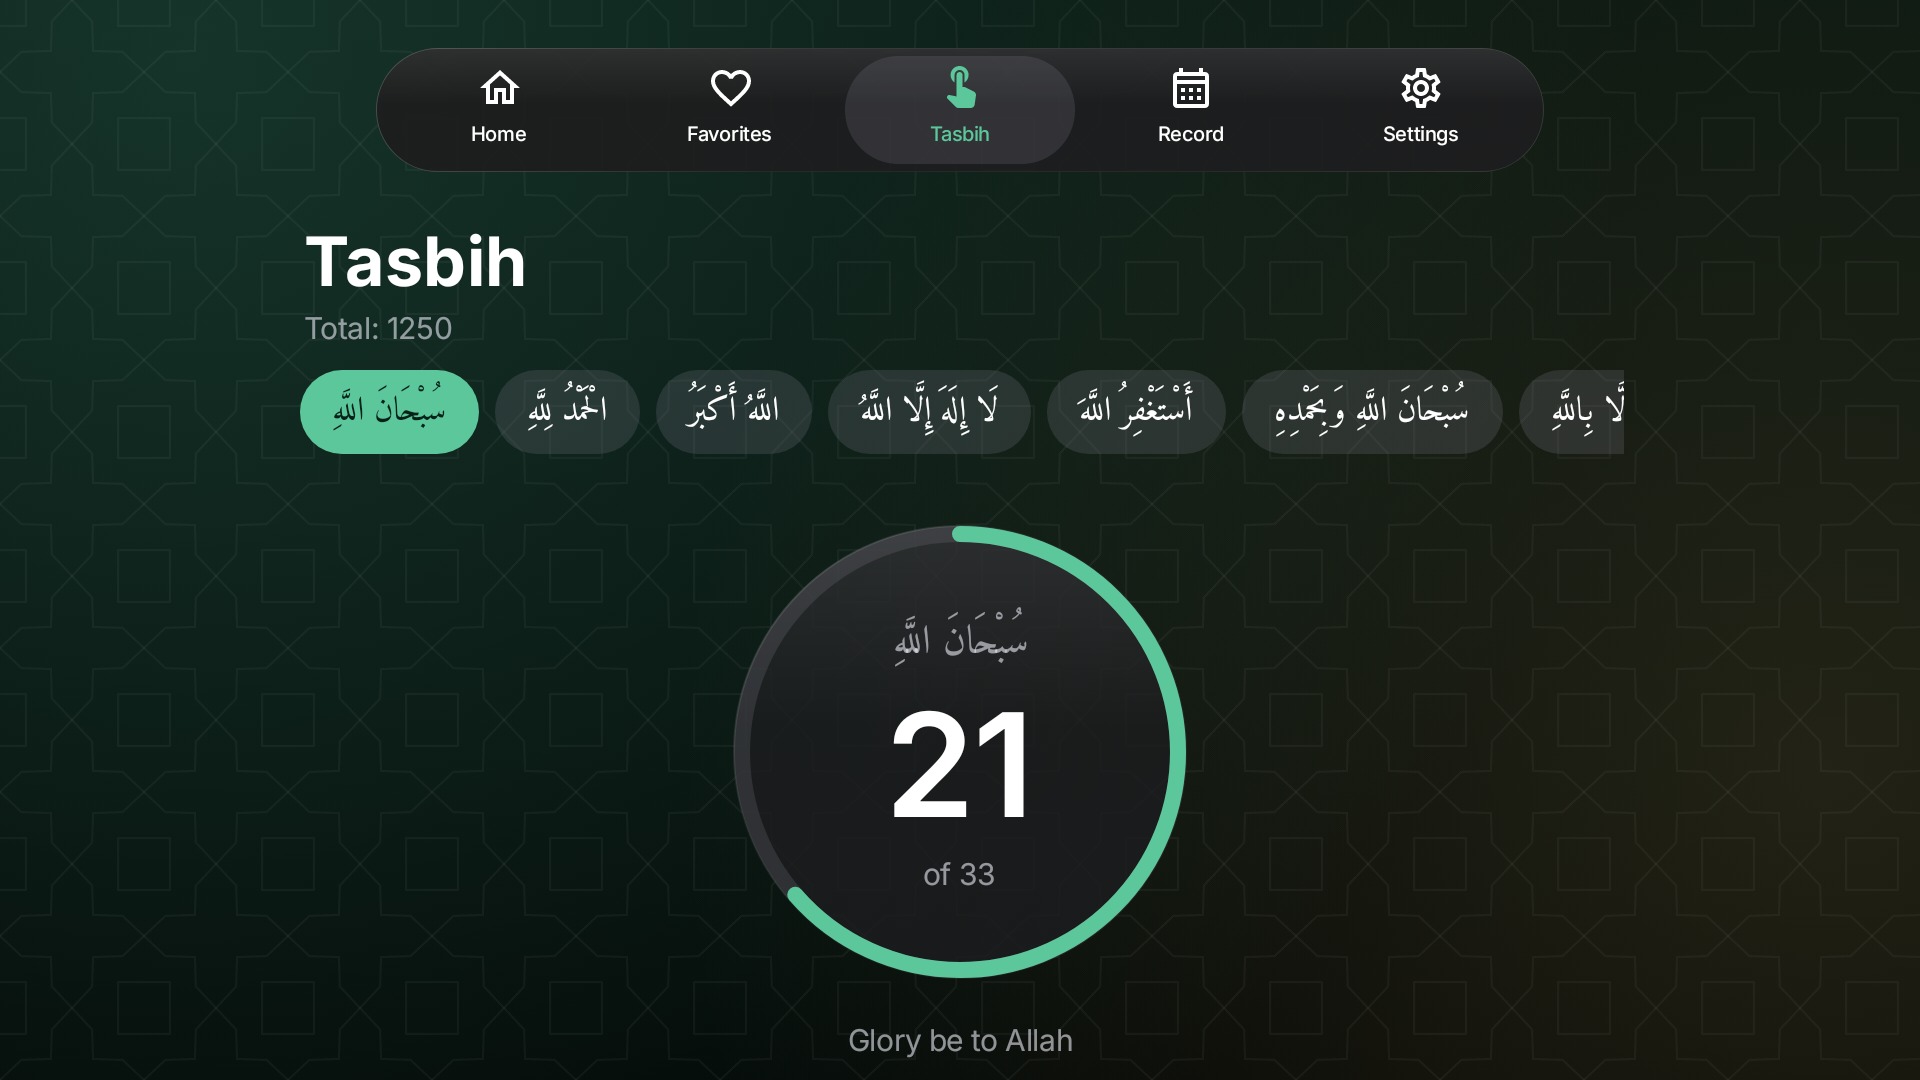 Home
Favorites
Tasbih
Record
Settings
Tasbih
Total: 1250
سُبْحَانَ اللَّهِ
الْحَمْدُ لِلَّهِ
اللَّهُ أَكْبَرُ
لَا إِلَهَ إِلَّا اللَّهُ
أَسْتَغْفِرُ اللَّهَ
سُبْحَانَ اللَّهِ وَبِحَمْدِهِ
لَّا بِاللَّهِ
سُبْحَانَ اللَّهِ
21
of 33
Glory be to Allah